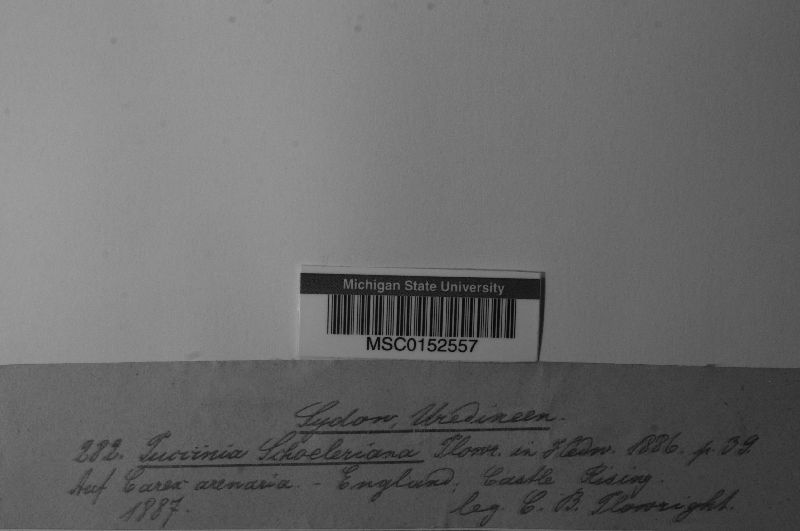 Michigan State University
MSC0152557
Sydow, Uredineen.
282. Puccinia Schoeleriana Plowr. in Hedw. 1886. p. 39.
Auf Carex arenaria. - England; Castle Rising.
1887. leg. C. B. Plowright.